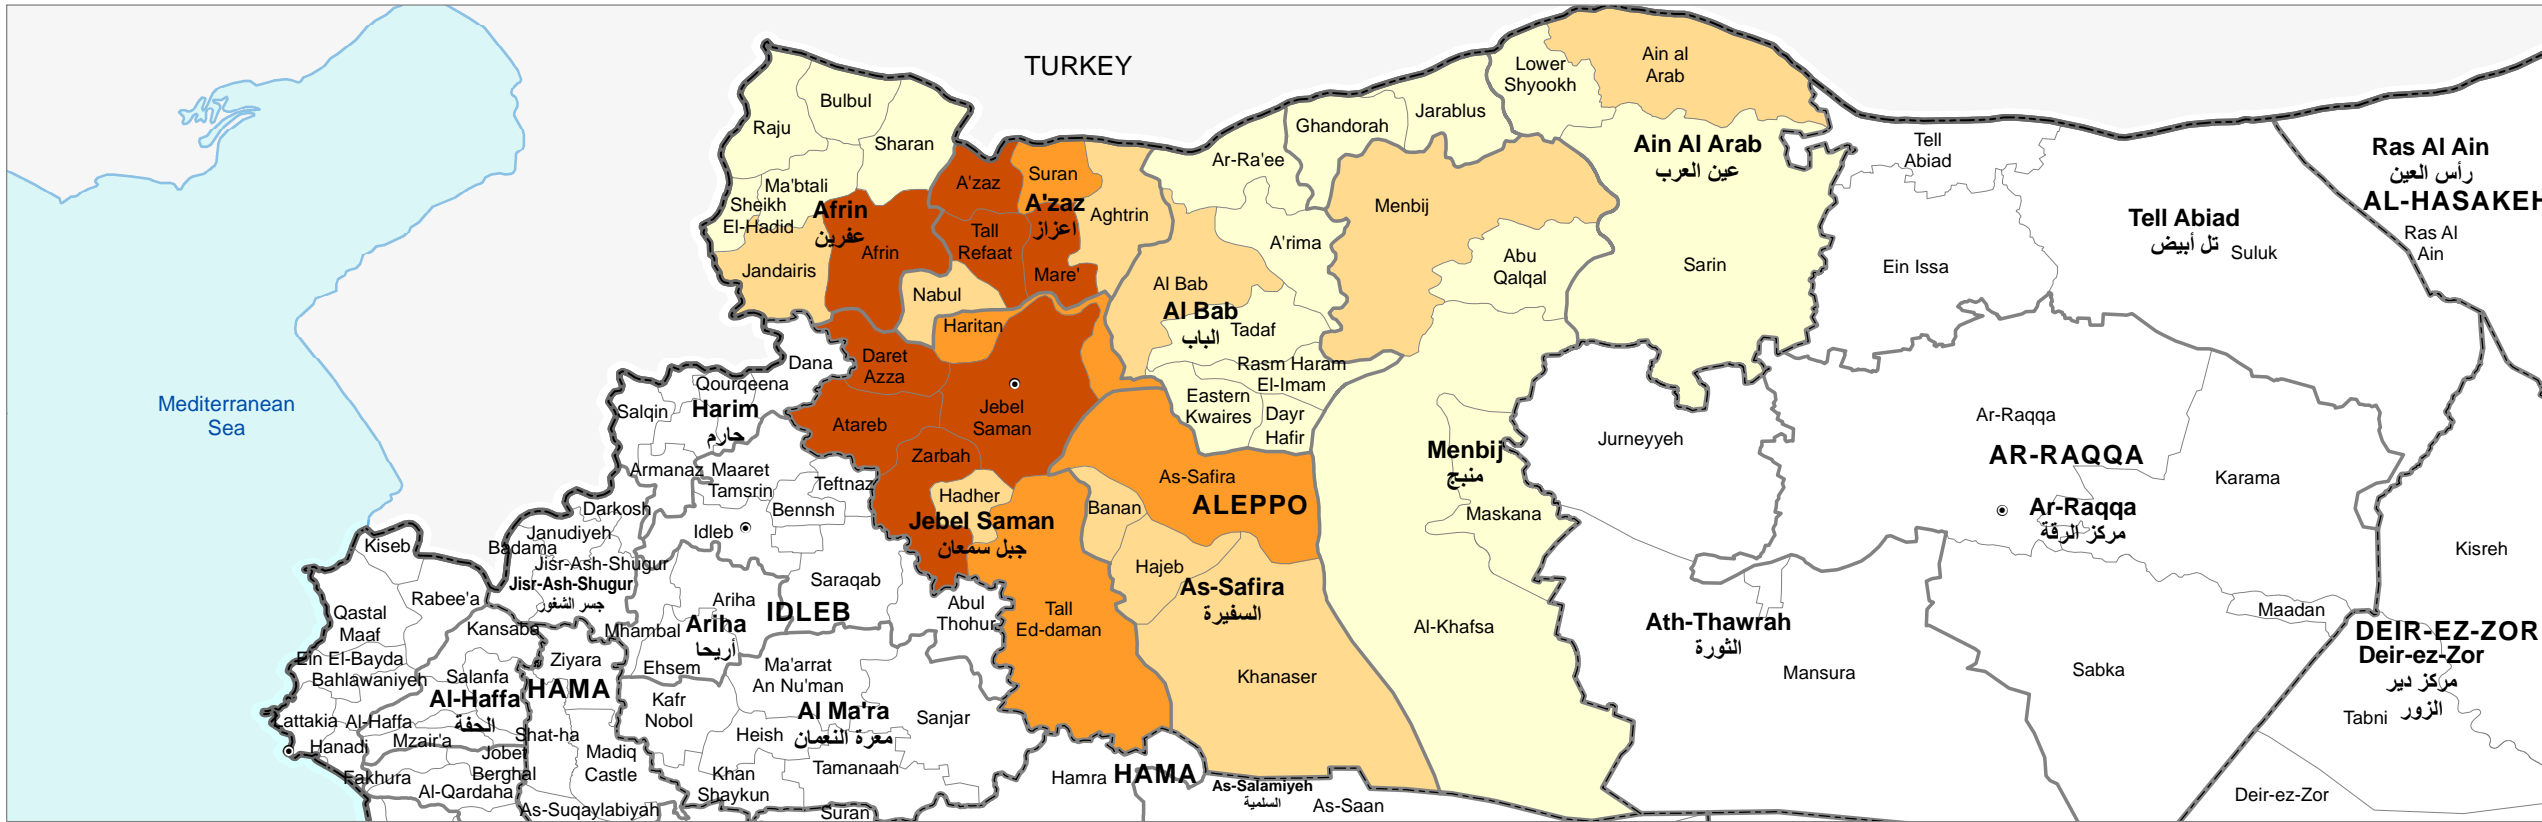 TURKEY
Mediterranean
Sea
Bulbul
Raju
Sharan
Ma'btali
Sheikh
El-Hadid
Afrin
عفرين
Afrin
Jandairis
A'zaz
Suran
A'zaz
اعزاز
Aghtrin
Tall
Refaat
Mare'
Nabul
Haritan
Daret
Azza
Atareb
Jebel
Saman
Zarbah
Hadher
Jebel Saman
جبل سمعان
Tall
Ed-daman
Ar-Ra'ee
A'rima
Al Bab
Al Bab
الباب
Tadaf
Rasm Haram
El-Imam
Eastern
Kwaires
Dayr
Hafir
As-Safira
ALEPPO
Banan
Hajeb
As-Safira
السفيرة
Khanaser
Ghandorah
Jarablus
Menbij
Abu
Qalqal
Menbij
منبج
Maskana
Al-Khafsa
Lower
Shyookh
Ain al
Arab
Ain Al Arab
عين العرب
Sarin
Tell
Abiad
Ein Issa
Tell Abiad
تل أبيض
Suluk
Ras Al Ain
رأس العين
AL-HASAKEH
Ras Al
Ain
Jurneyyeh
Ar-Raqqa
AR-RAQQA
Ar-Raqqa
مركز الرقة
Karama
Kisreh
Ath-Thawrah
الثورة
Mansura
Sabka
Maadan
DEIR-EZ-ZOR
Deir-ez-Zor
مركز دير
الزور
Tabni
Deir-ez-Zor
Dana
Qourqeena
Salqin
Harim
حارم
Armanaz
Maaret
Tamsrin
Teftnaz
Bennsh
Idleb
Darkosh
Janudiyeh
Badama
Jisr-Ash-Shugur
Jisr-Ash-Shugur
جسر الشغور
Saraqab
Ariha
IDLEB
Ariha
أريحا
Mhambal
Ehsem
Abul
Thohur
Ma'arrat
An Nu'man
Kafr
Nobol
Al Ma'ra
معرة النعمان
Heish
Sanjar
Tamanaah
Khan
Shaykun
Kiseb
Rabee'a
Qastal
Maaf
Kansaba
Ein El-Bayda
Bahlawaniyeh
Salanfa
Al-Haffa
الحفة
Lattakia
Al-Haffa
Hanadi
Mzair'a
Jobet
Berghal
Fakhura
Al-Qardaha
Ziyara
HAMA
Shat-ha
Madiq
Castle
As-Suqaylabiyah
Suran
Hamra
HAMA
As-Salamiyeh
السلمية
As-Saan